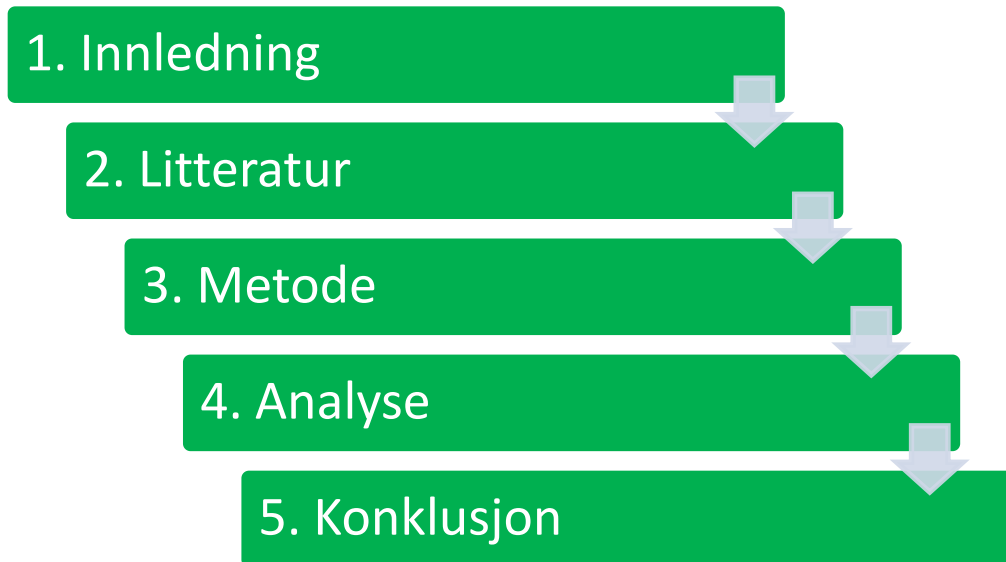 1. Innledning
2. Litteratur
3. Metode
4. Analyse
5. Konklusjon